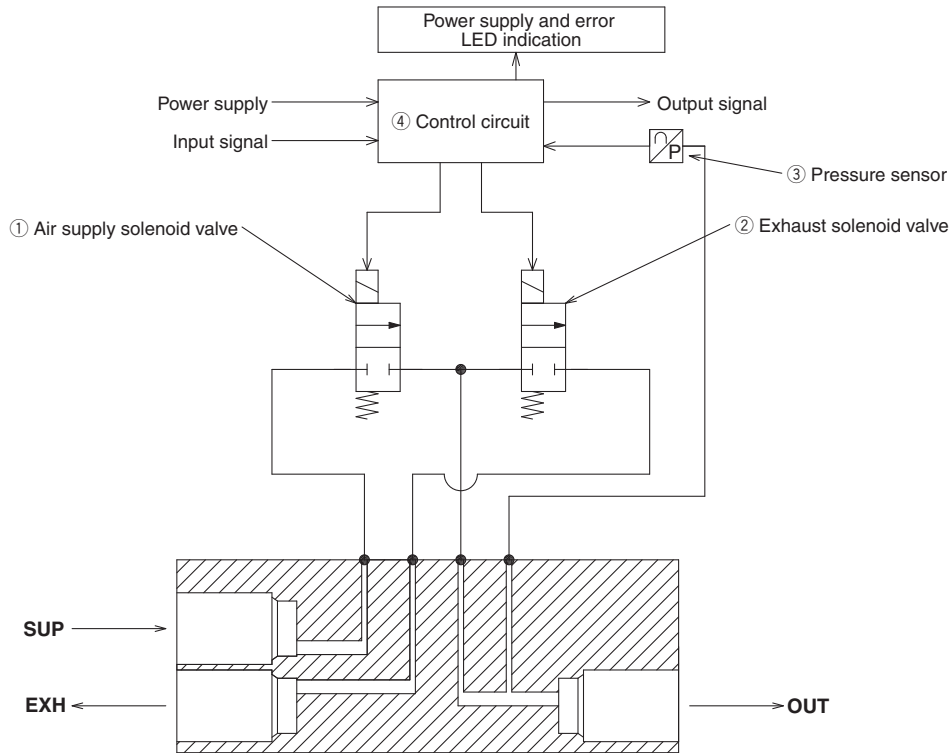 Power supply and error
LED indication
Power supply
④ Control circuit
Output signal
Input signal
P
③ Pressure sensor
① Air supply solenoid valve
② Exhaust solenoid valve
SUP
EXH
OUT